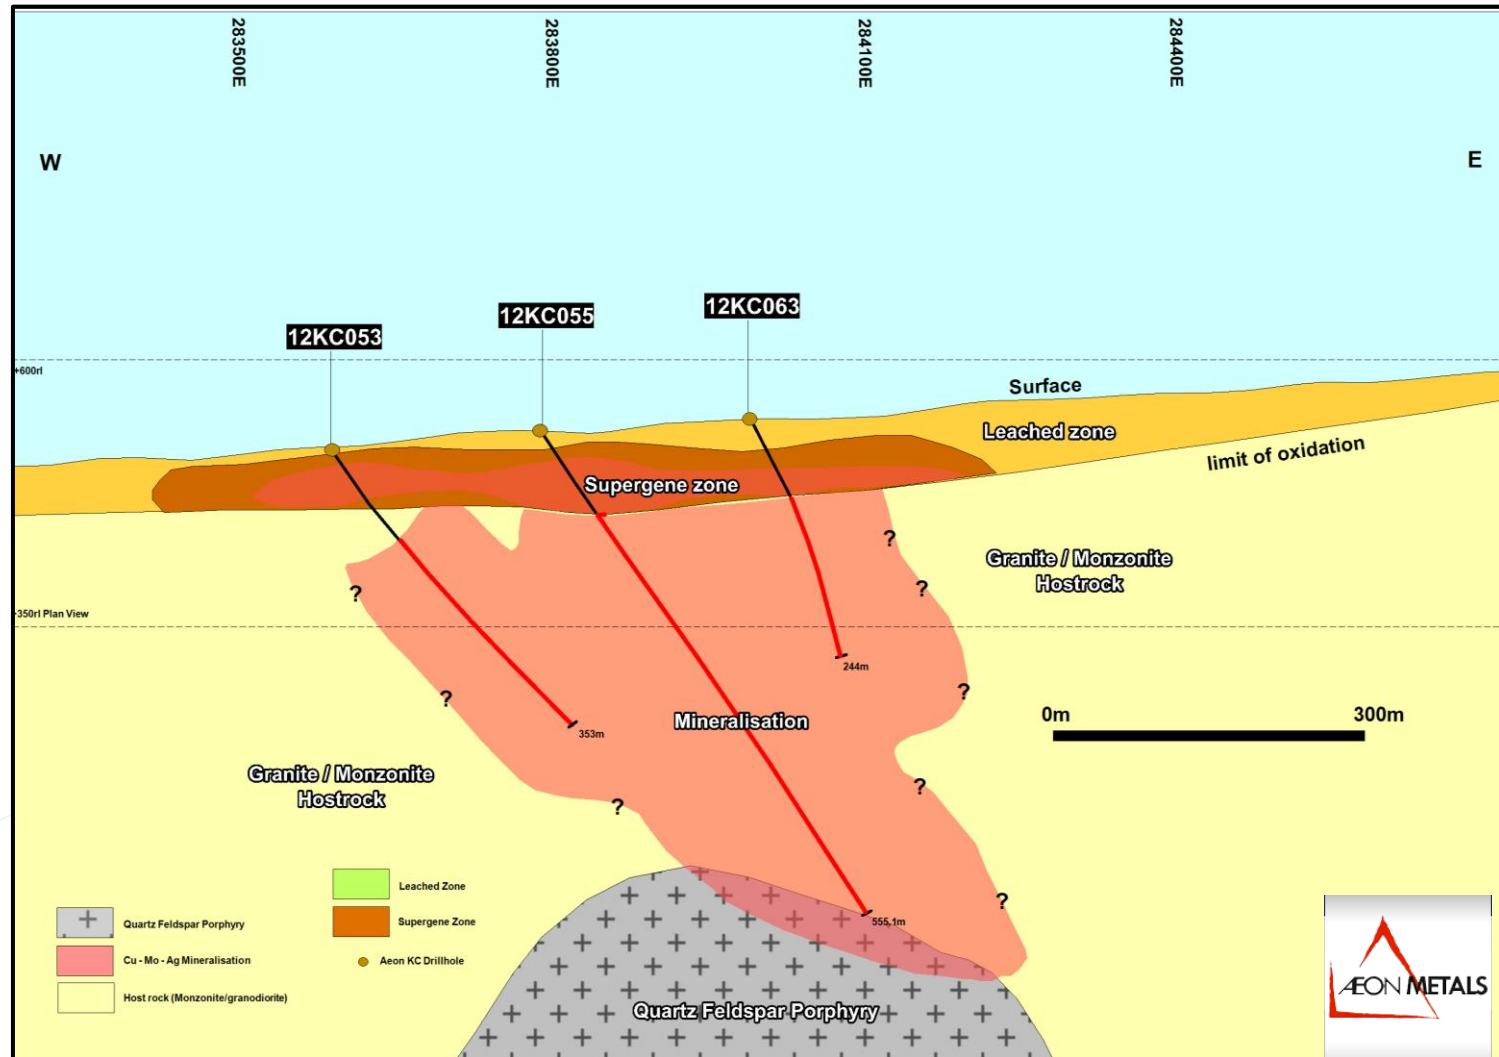 283500E
283800E
284100E
284400E
W
E
12KC053
12KC055
12KC063
+600rl
Surface
Leached zone
limit of oxidation
Supergene zone
?
?
?
?
?
?
?
?
Granite / Monzonite
Hostrock
-350rl Plan View
244m
353m
Mineralisation
0m
300m
Granite / Monzonite
Hostrock
555.1m
Quartz Feldspar Porphyry
Leached Zone
Supergene Zone
Aeon KC Drillhole
Quartz Feldspar Porphyry
Cu - Mo - Ag Mineralisation
Host rock (Monzonite/granodiorite)
ÆON METALS